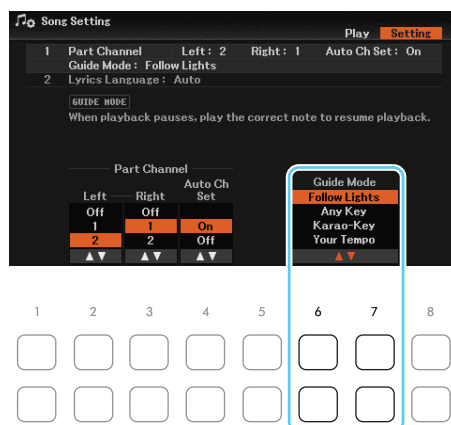 Song Setting
Play Setting
1 Part Channel Left: 2 Right: 1 Auto Ch Set: On
Guide Mode: Follow Lights
2 Lyrics Language: Auto
GUIDE MODE
When playback pauses, play the correct note to resume playback.
Part Channel
Left Right Auto Ch Set
Off Off
1 1 On
2 2 Off
▲▼ ▲▼ ▲▼
Guide Mode
Follow Lights
Any Key
Karao-Key
Your Tempo
▲▼
1 2 3 4 5 6 7 8